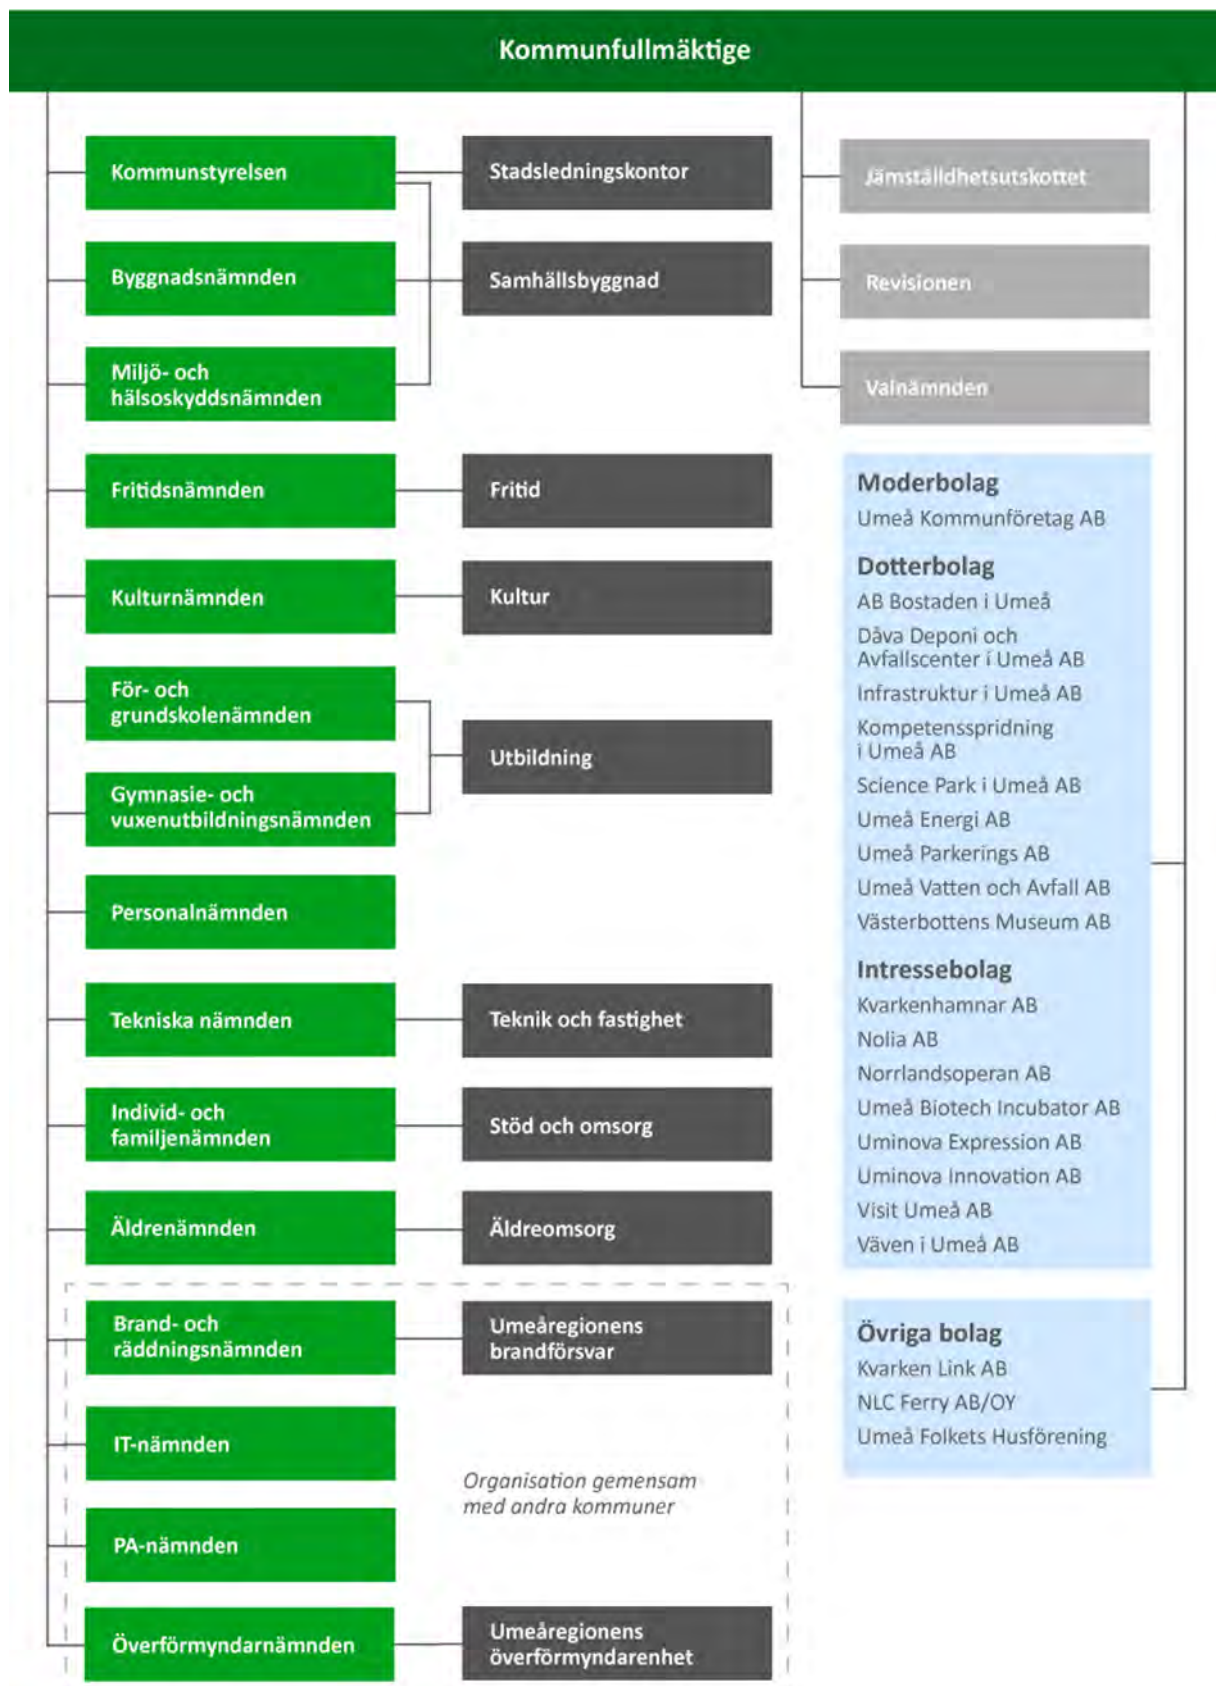 Kommunfullmäktige
Kommunstyrelsen
Stadsledningskontor
Byggnadsnämnden
Samhällsbyggnad
Miljö- och
hälsoskyddsnämnden
Fritidsnämnden
Fritid
Kulturnämnden
Kultur
För- och
grundskolenämnden
Utbildning
Gymnasie- och
vuxenutbildningsnämnden
Personalnämnden
Tekniska nämnden
Teknik och fastighet
Individ- och
familjenämnden
Stöd och omsorg
Äldrenämnden
Äldreomsorg
Brand- och
räddningsnämnden
Umeåregionens
brandförsvar
IT-nämnden
Organisation gemensam
med andra kommuner
PA-nämnden
Överförmyndarnämnden
Umeåregionens
överförmyndarenhet
Jämställdhetsutskottet
Revisionen
Valnämnden
Moderbolag
Umeå Kommunföretag AB
Dotterbolag
AB Bostaden i Umeå
Dåva Deponi och
Avfallscenter i Umeå AB
Infrastruktur i Umeå AB
Kompetensspridning
i Umeå AB
Science Park i Umeå AB
Umeå Energi AB
Umeå Parkerings AB
Umeå Vatten och Avfall AB
Västerbottens Museum AB
Intressebolag
Kvarkenhamnar AB
Nolia AB
Norrlandsoperan AB
Umeå Biotech Incubator AB
Uminova Expression AB
Uminova Innovation AB
Visit Umeå AB
Väven i Umeå AB
Övriga bolag
Kvarken Link AB
NLC Ferry AB/OY
Umeå Folkets Husförening